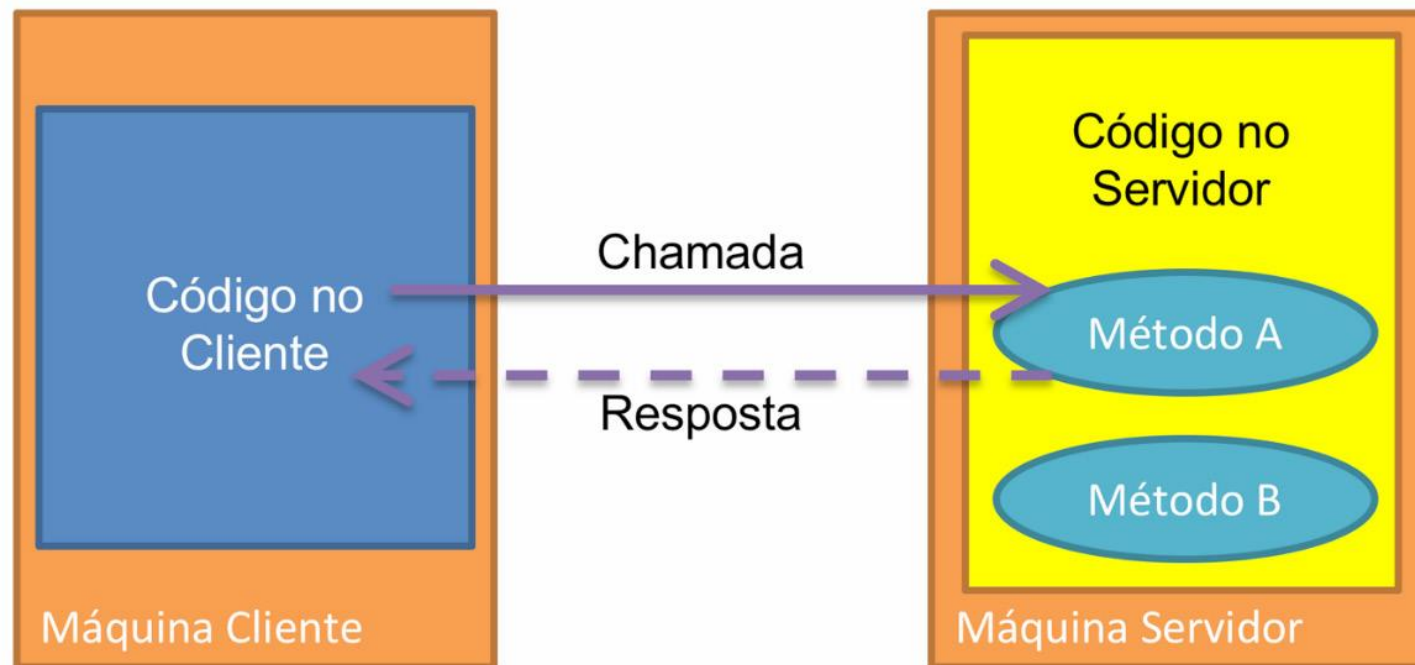 Código no
Cliente
Máquina Cliente
Chamada
Resposta
Código no
Servidor
Método A
Método B
Máquina Servidor